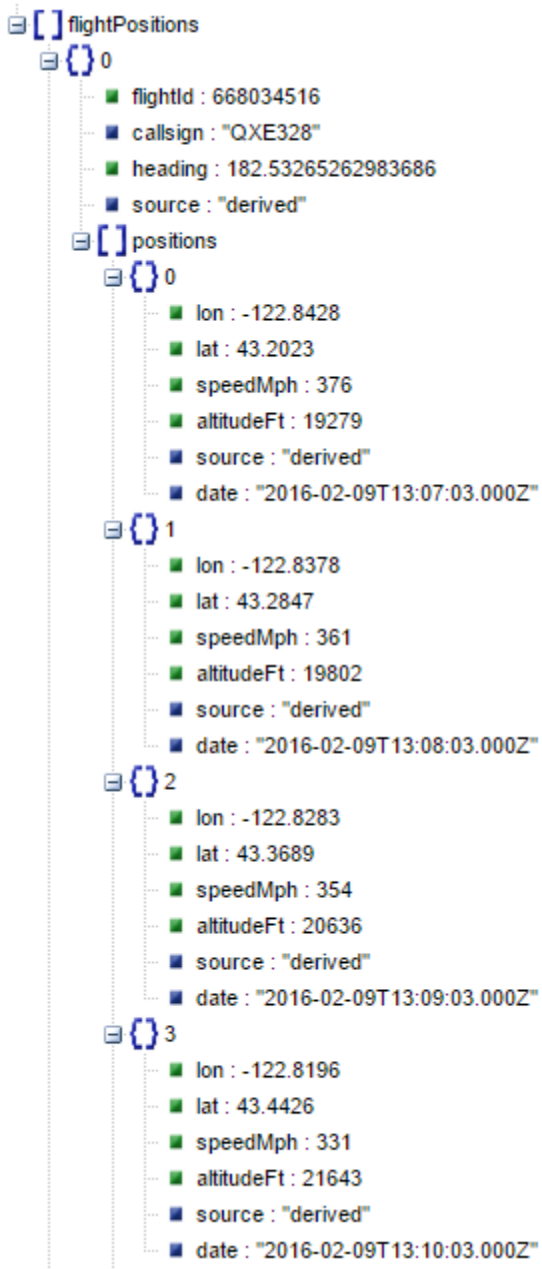 [ ] flightPositions
{} 0
flightId : 668034516
callsign : "QXE328"
heading : 182.53265262983686
source : "derived"
[ ] positions
{} 0
lon : -122.8428
lat : 43.2023
speedMph : 376
altitudeFt : 19279
source : "derived"
date : "2016-02-09T13:07:03.000Z"
{} 1
lon : -122.8378
lat : 43.2847
speedMph : 361
altitudeFt : 19802
source : "derived"
date : "2016-02-09T13:08:03.000Z"
{} 2
lon : -122.8283
lat : 43.3689
speedMph : 354
altitudeFt : 20636
source : "derived"
date : "2016-02-09T13:09:03.000Z"
{} 3
lon : -122.8196
lat : 43.4426
speedMph : 331
altitudeFt : 21643
source : "derived"
date : "2016-02-09T13:10:03.000Z"